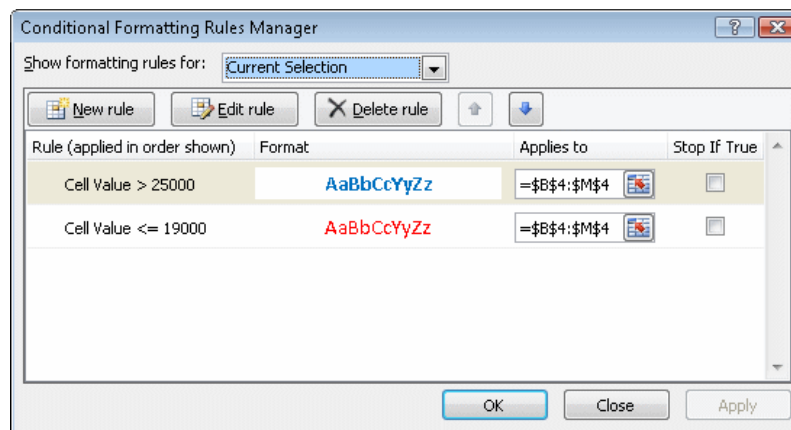 Conditional Formatting Rules Manager
Show formatting rules for: Current Selection
New rule Edit rule Delete rule
Rule (applied in order shown) Format Applies to Stop If True
Cell Value > 25000 AaBbCcYyZz =$B$4:$M$4
Cell Value <= 19000 AaBbCcYyZz =$B$4:$M$4
OK Close Apply